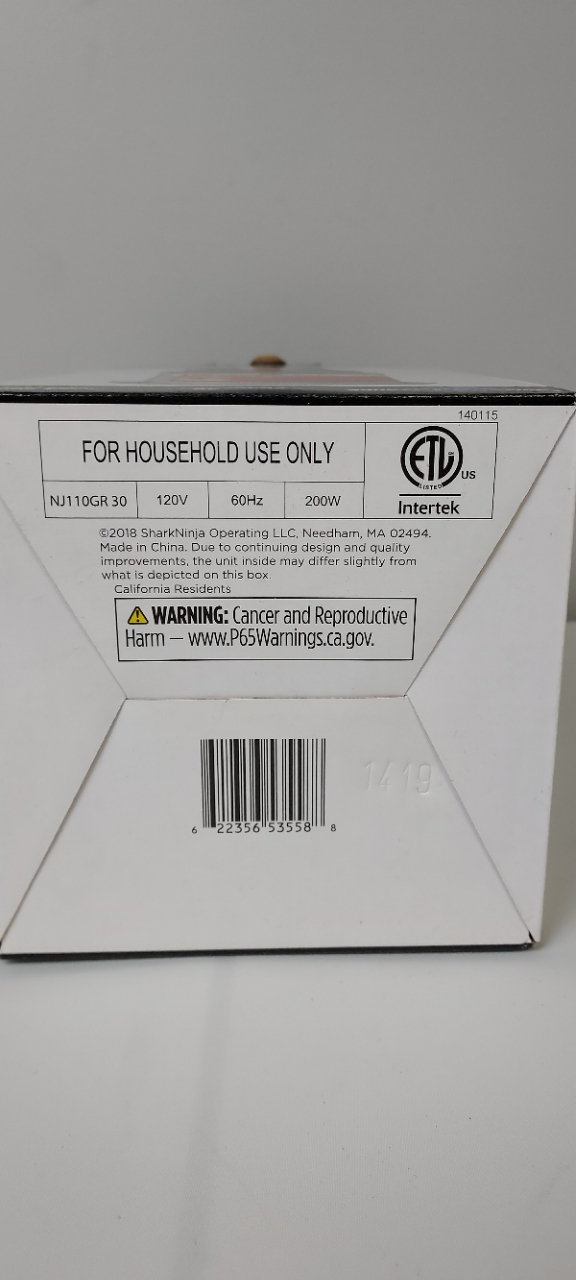 140115
FOR HOUSEHOLD USE ONLY
NJ110GR 30 120V 60Hz 200W
ETL
LISTED
US
Intertek
©2018 SharkNinja Operating LLC, Needham, MA 02494.
Made in China. Due to continuing design and quality
improvements, the unit inside may differ slightly from
what is depicted on this box.
California Residents
WARNING: Cancer and Reproductive
Harm — www.P65Warnings.ca.gov.
1419
6 22356 53558 8